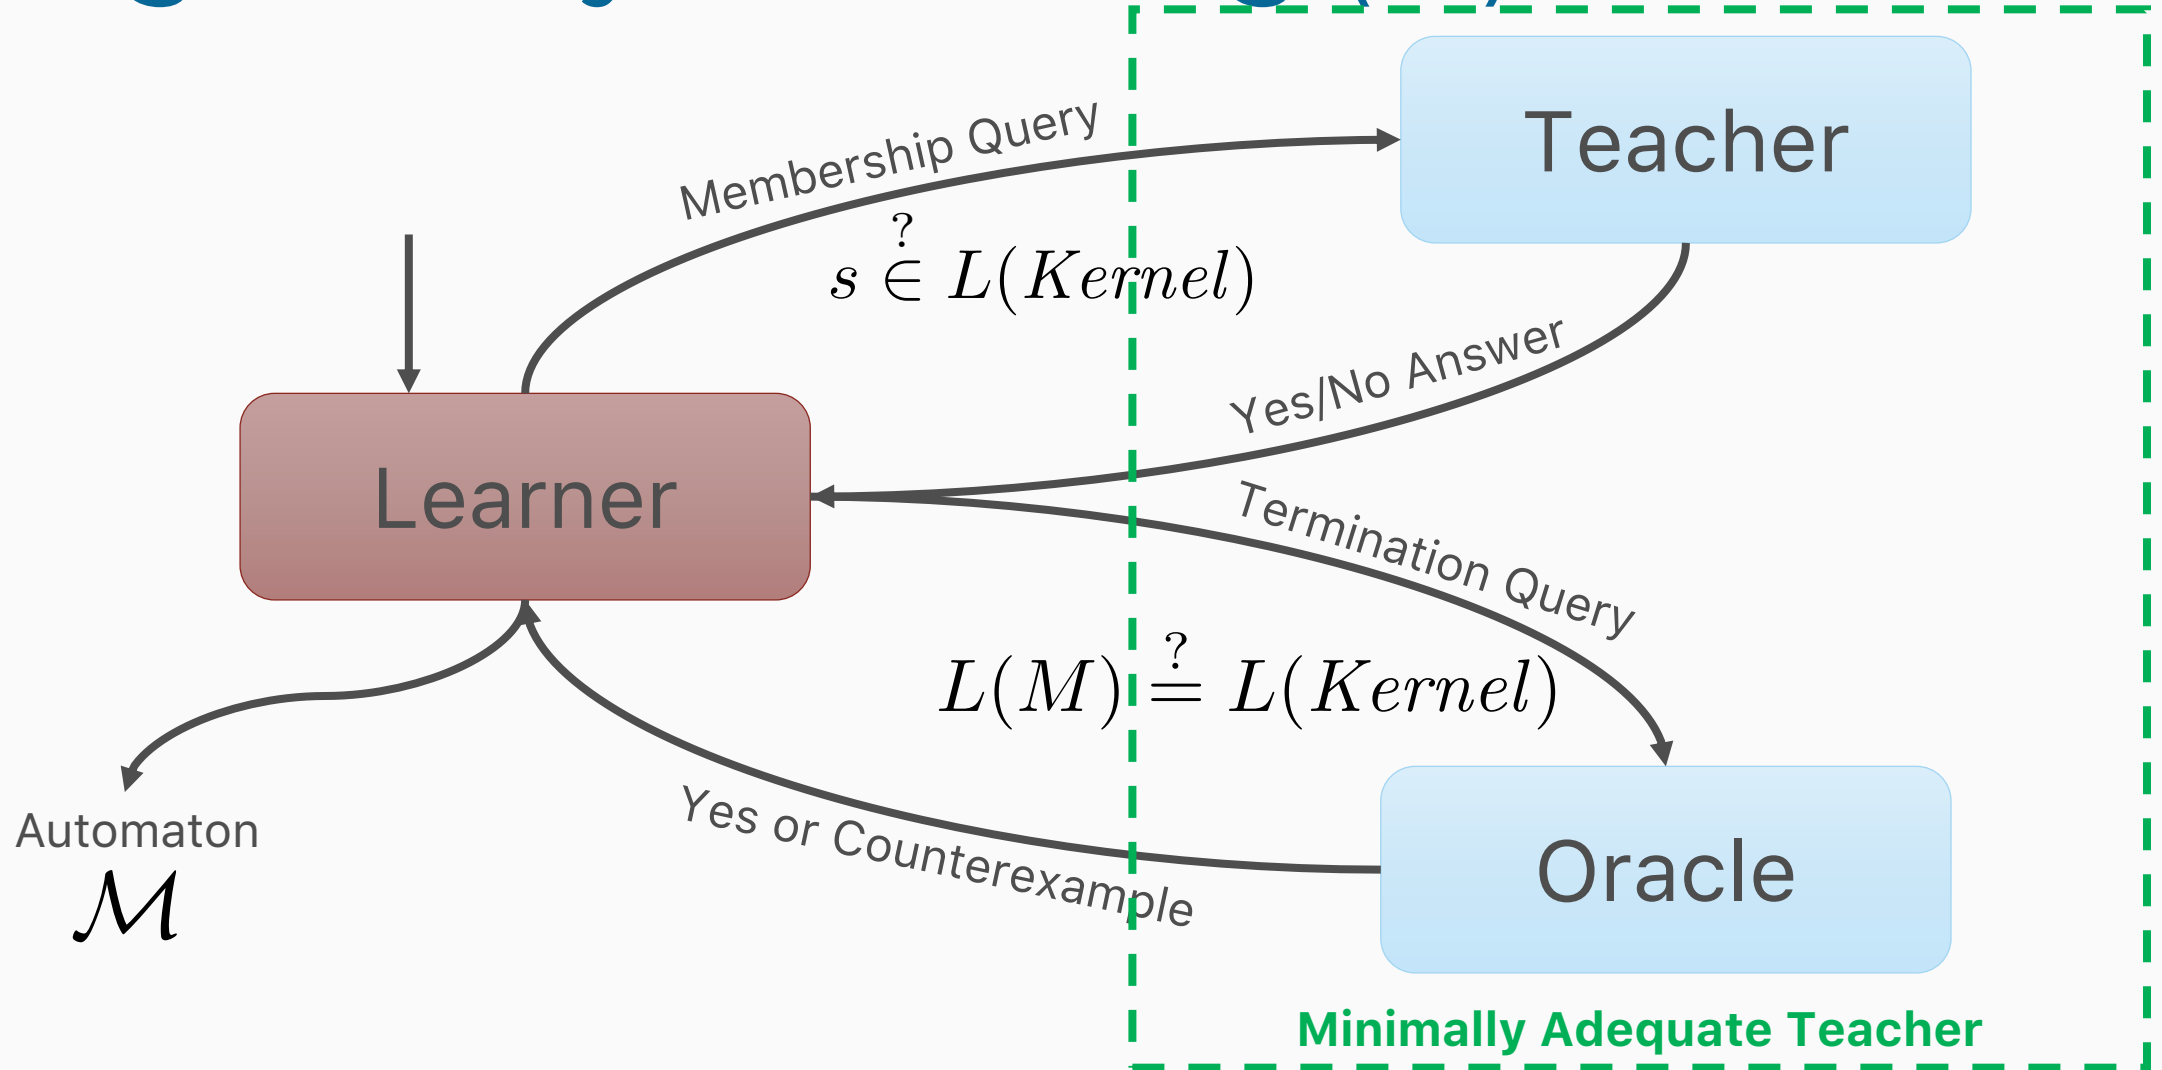 Teacher
Membership Query
s ∈? L(Kernel)
Yes/No Answer
Learner
Termination Query
L(M) =? L(Kernel)
Yes or Counterexample
Automaton
ℳ
Oracle
Minimally Adequate Teacher